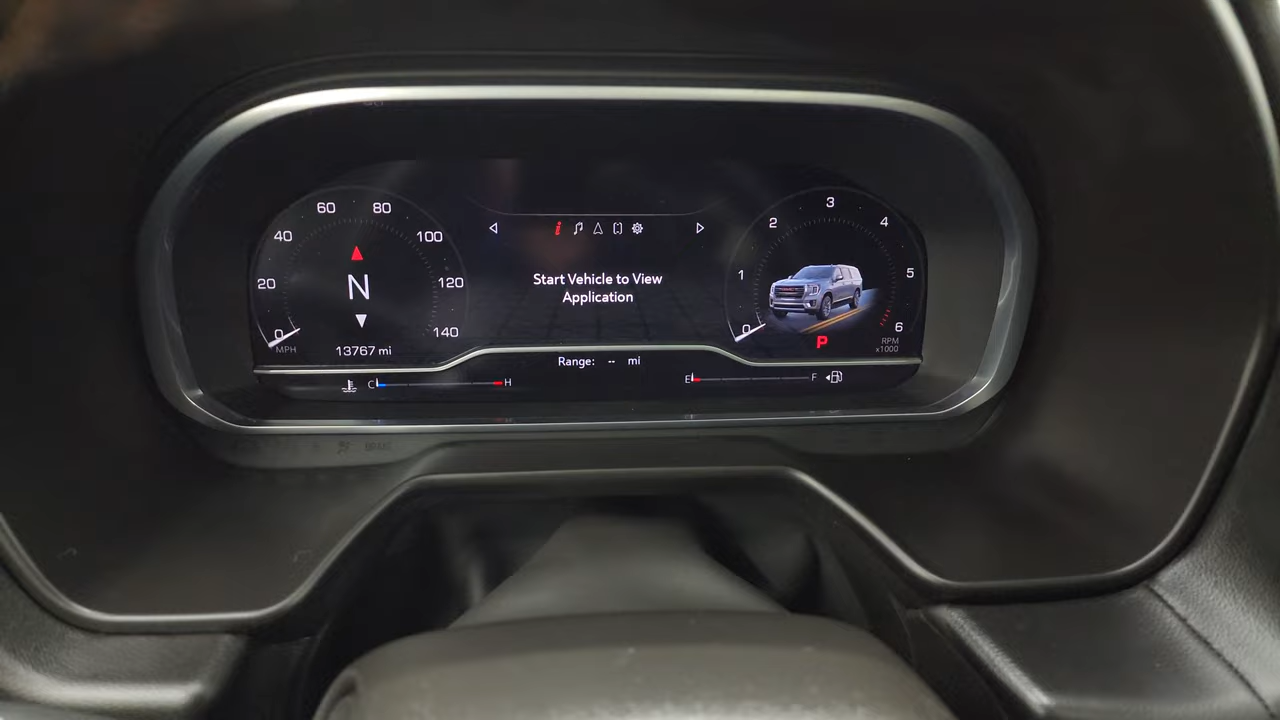 60 80
40 100
20 120
0 140
MPH
N
13767 mi
Start Vehicle to View
Application
Range: -- mi
C H
E F
3
2 4
1 5
0 6
P
RPM
x1000
BRAKE